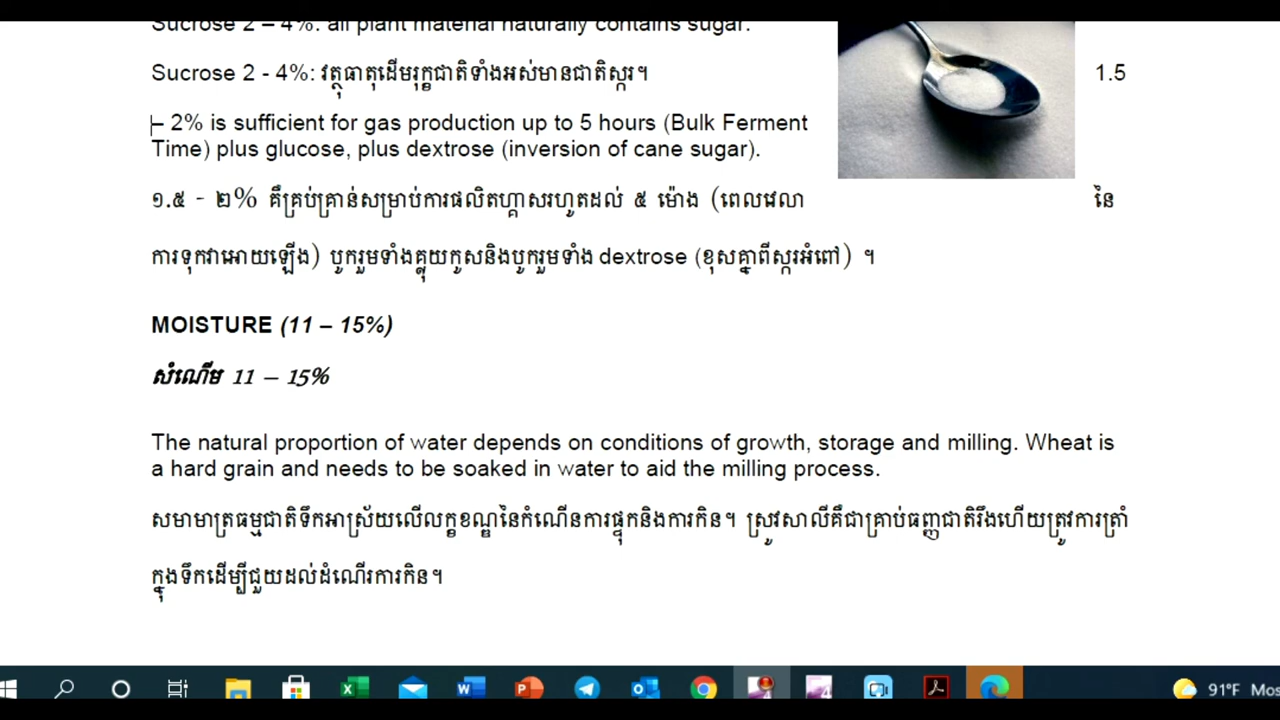 Sucrose 2 – 4%: all plant material naturally contains sugar.
Sucrose 2 - 4%: វត្ថុធាតុដើមរុក្ខជាតិទាំងអស់មានជាតិស្ករ។ 1.5
– 2% is sufficient for gas production up to 5 hours (Bulk Ferment
Time) plus glucose, plus dextrose (inversion of cane sugar).
១.៥ - ២% គឺគ្រប់គ្រាន់សម្រាប់ការផលិតហ្គាសរហូតដល់ ៥ ម៉ោង (ពេលវេលា នៃ
ការទុកវាអោយឡើង) បូករួមទាំងគ្លុយកូសនិងបូករួមទាំង dextrose (ខុសគ្នាពីស្ករអំពៅ) ។
MOISTURE (11 – 15%)
សំណើម 11 – 15%
The natural proportion of water depends on conditions of growth, storage and milling. Wheat is
a hard grain and needs to be soaked in water to aid the milling process.
សមាមាត្រធម្មជាតិទឹកអាស្រ័យលើលក្ខខណ្ឌនៃកំណើនការផ្ទុកនិងការកិន។ ស្រូវសាលីគឺជាគ្រាប់ធញ្ញជាតិរឹងហើយត្រូវការត្រាំ
ក្នុងទឹកដើម្បីជួយដល់ដំណើរការកិន។
91°F Mos